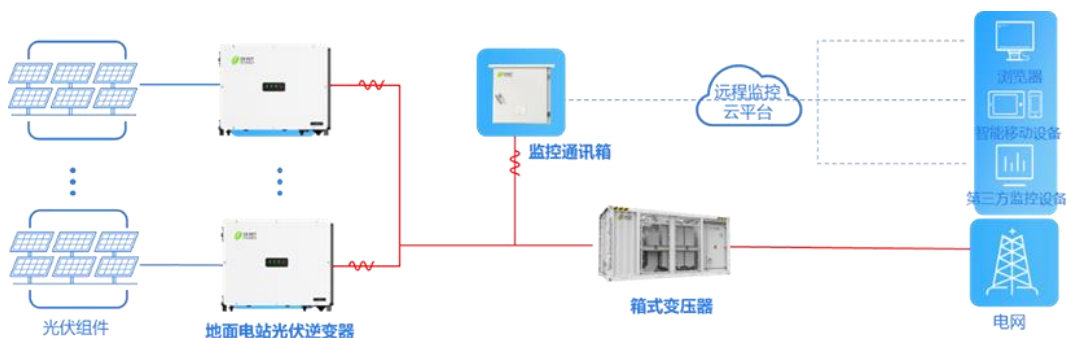 浏览器
远程监控
云平台
智能移动设备
监控通讯箱
第三方监控设备
箱式变压器
光伏组件
地面电站光伏逆变器
电网